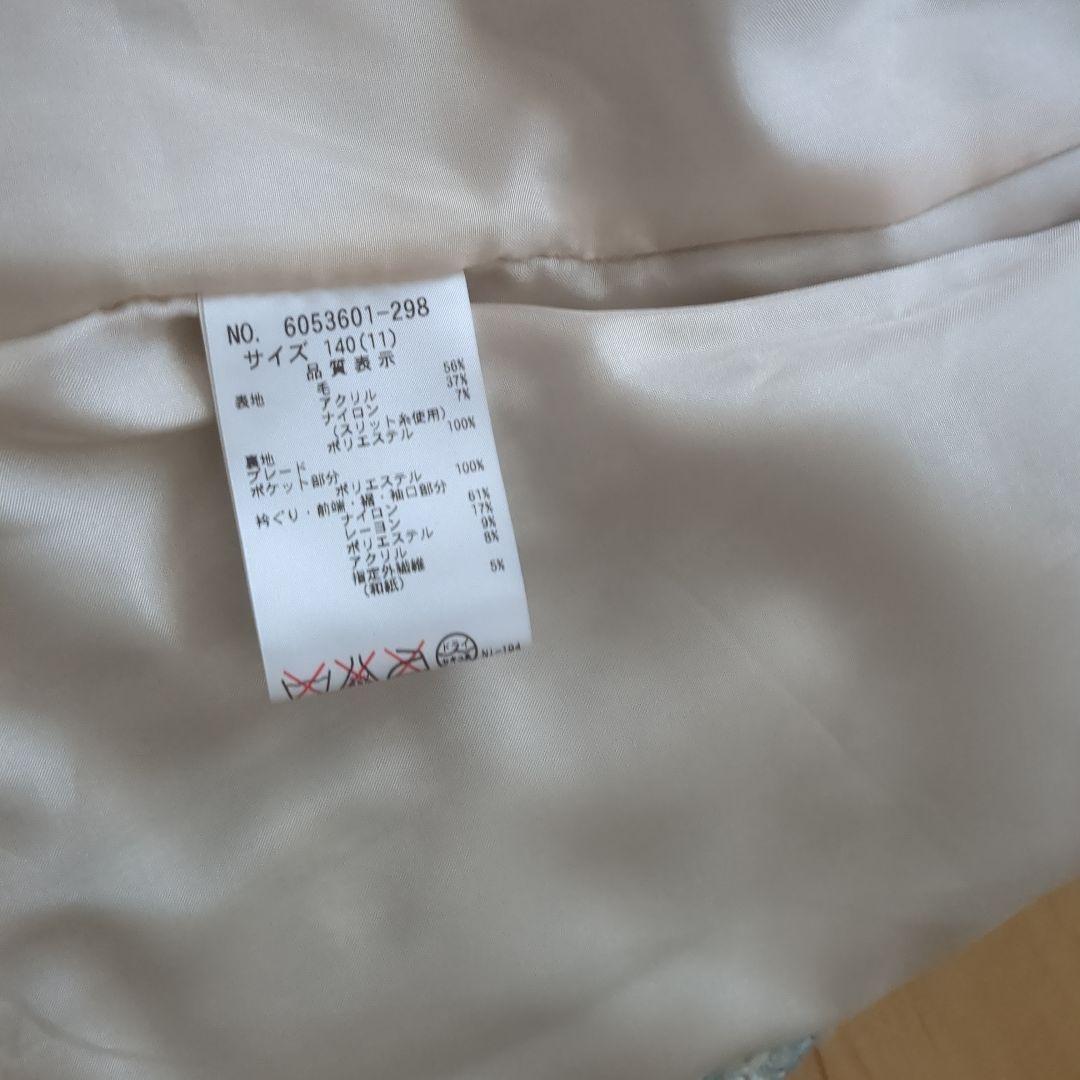 NO. 6053601-298
サイズ 140(11)
品質表示
表地 毛 56%
アクリル 37%
ナイロン 7%
(スリット糸使用)
裏地 ポリエステル 100%
ブレード
ポケット部分 ポリエステル 100%
衿ぐり・前端・裾・袖口部分
ナイロン 61%
レーヨン 17%
ポリエステル 9%
アクリル 8%
指定外繊維 5%
(和紙)
ドライ